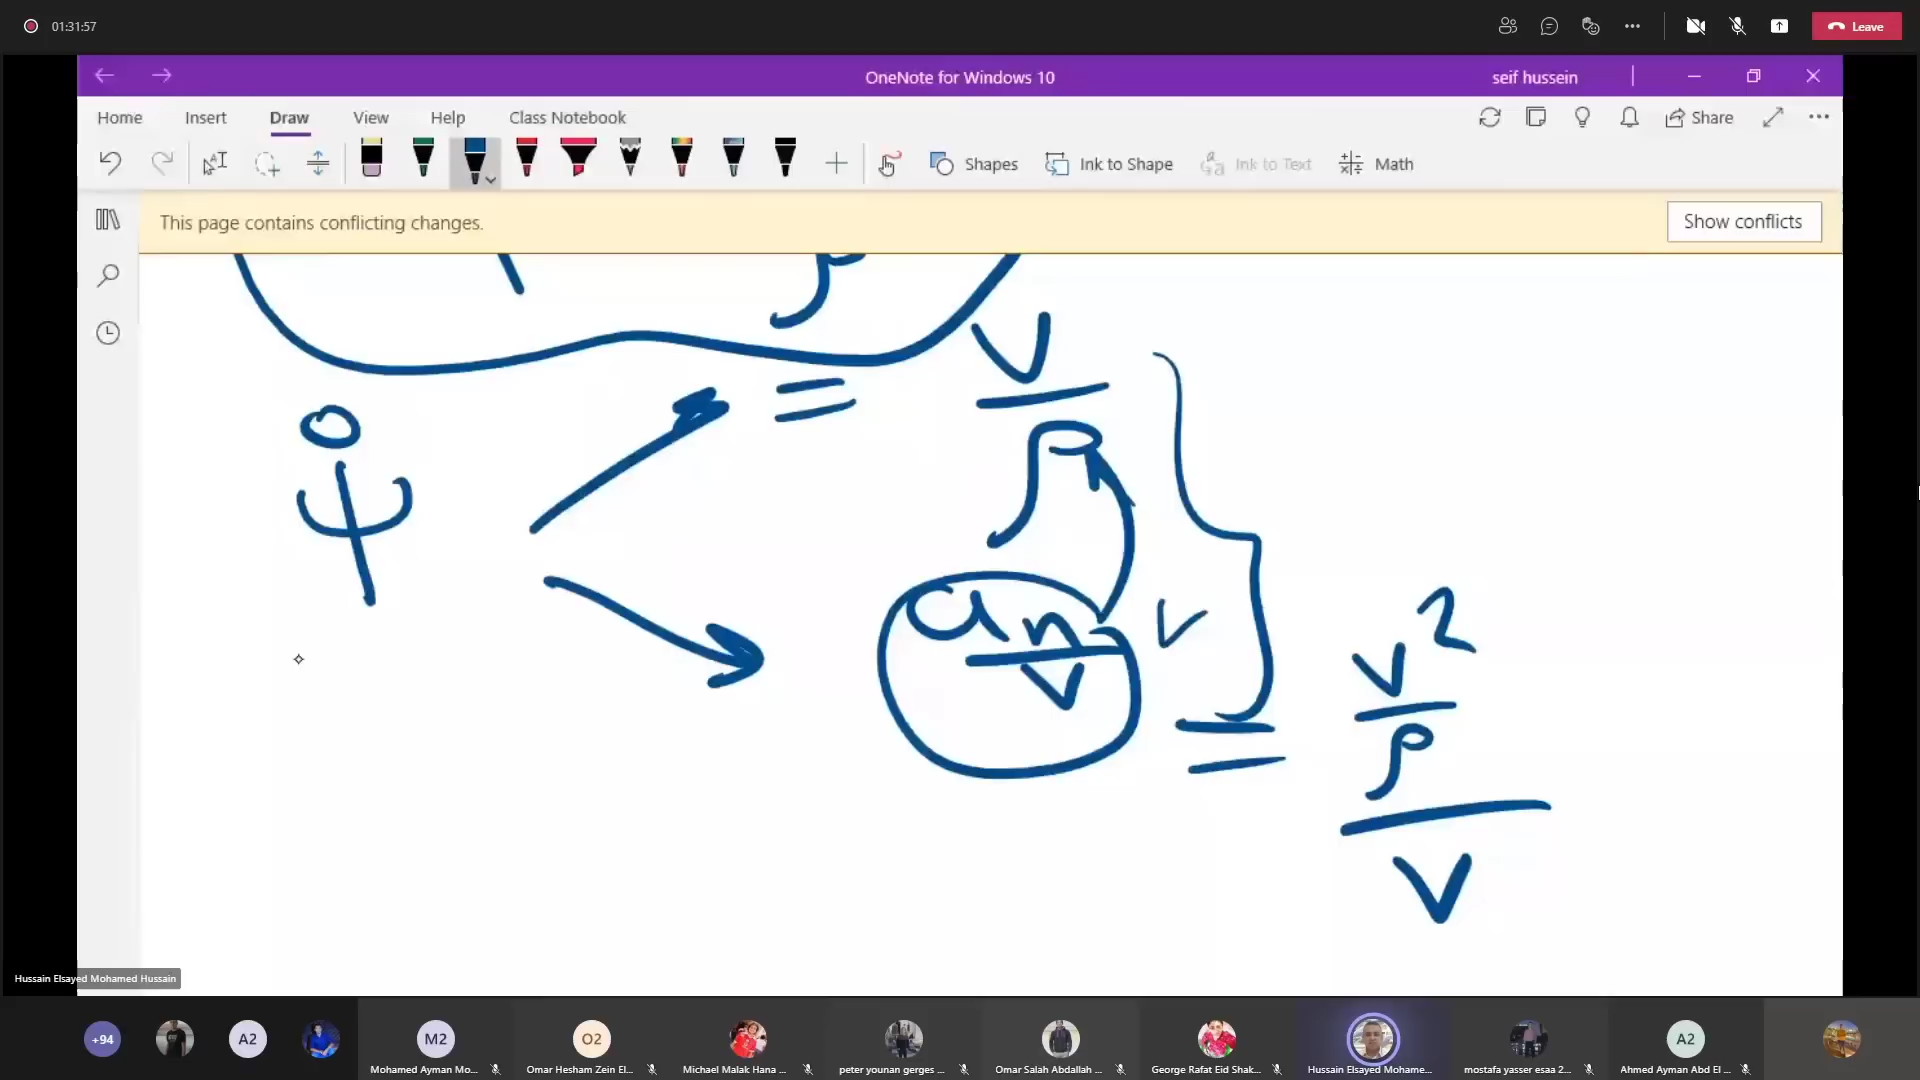 01:31:57
Leave
OneNote for Windows 10
seif hussein
Home
Insert
Draw
View
Help
Class Notebook
Share
Shapes
Ink to Shape
Ink to Text
Math
This page contains conflicting changes.
Show conflicts
ρ
ψ̇
=
V
ρ
an
V
=
V²
ρ
V
Hussain Elsayed Mohamed Hussain
+94
A2
M2
O2
A2
Mohamed Ayman Mo...
Omar Hesham Zein El...
Michael Malak Hana ...
peter younan gerges ...
Omar Salah Abdallah ...
George Rafat Eid Shak...
Hussain Elsayed Mohame...
mostafa yasser esaa 2...
Ahmed Ayman Abd El ...